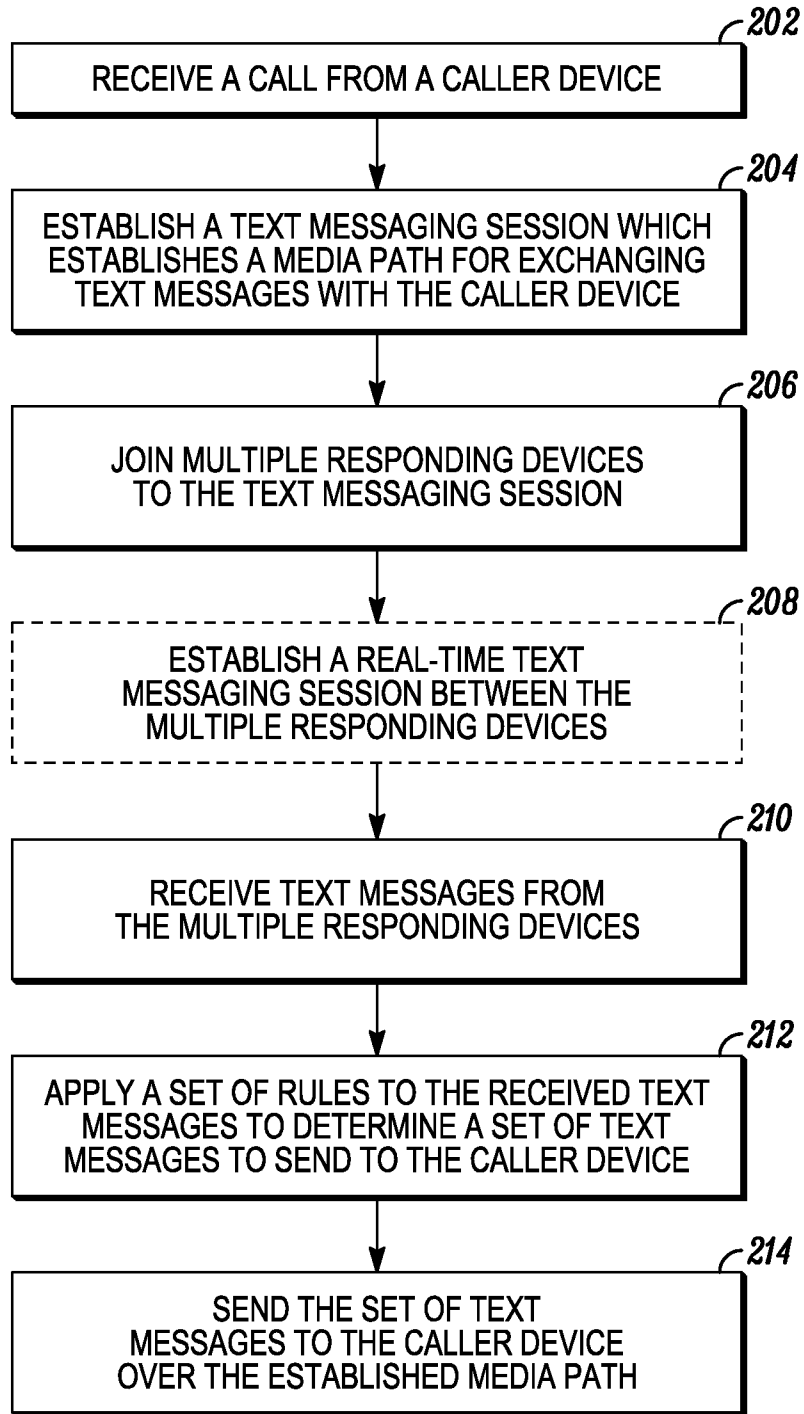 202
RECEIVE A CALL FROM A CALLER DEVICE
204
ESTABLISH A TEXT MESSAGING SESSION WHICH
ESTABLISHES A MEDIA PATH FOR EXCHANGING
TEXT MESSAGES WITH THE CALLER DEVICE
206
JOIN MULTIPLE RESPONDING DEVICES
TO THE TEXT MESSAGING SESSION
208
ESTABLISH A REAL-TIME TEXT
MESSAGING SESSION BETWEEN THE
MULTIPLE RESPONDING DEVICES
210
RECEIVE TEXT MESSAGES FROM
THE MULTIPLE RESPONDING DEVICES
212
APPLY A SET OF RULES TO THE RECEIVED TEXT
MESSAGES TO DETERMINE A SET OF TEXT
MESSAGES TO SEND TO THE CALLER DEVICE
214
SEND THE SET OF TEXT
MESSAGES TO THE CALLER DEVICE
OVER THE ESTABLISHED MEDIA PATH